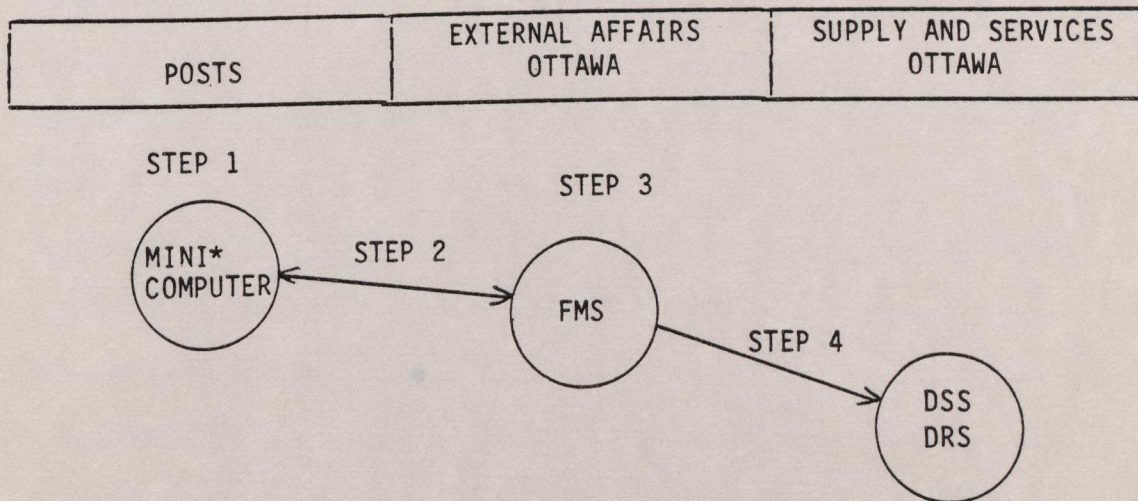 POSTS
EXTERNAL AFFAIRS
OTTAWA
SUPPLY AND SERVICES
OTTAWA
STEP 1
MINI*
COMPUTER
STEP 2
STEP 3
FMS
STEP 4
DSS
DRS